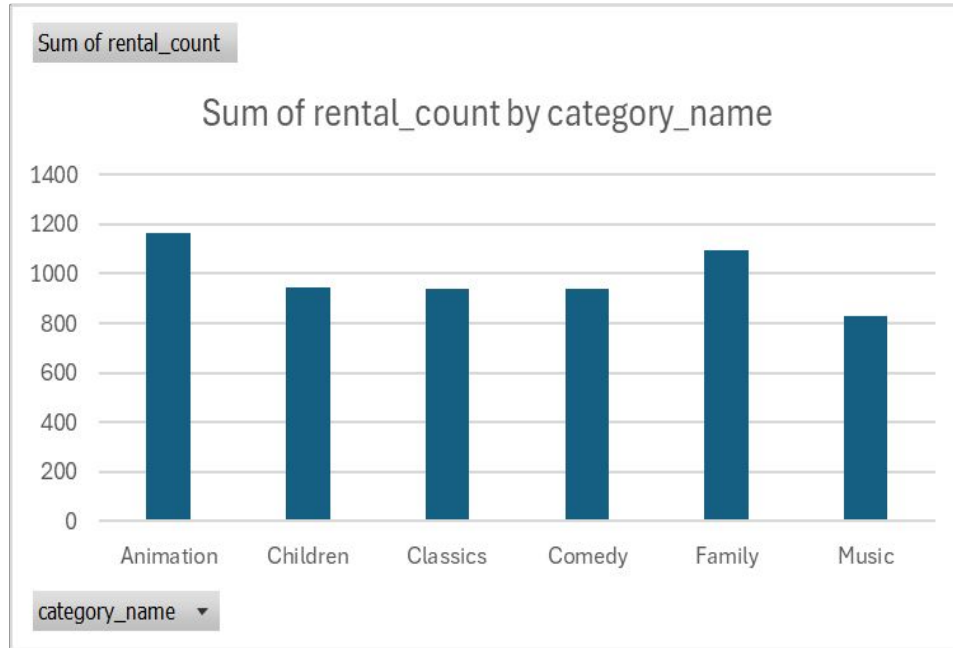 Sum of rental_count
Sum of rental_count by category_name
1400
1200
1000
800
600
400
200
0
Animation Children Classics Comedy Family Music
category_name